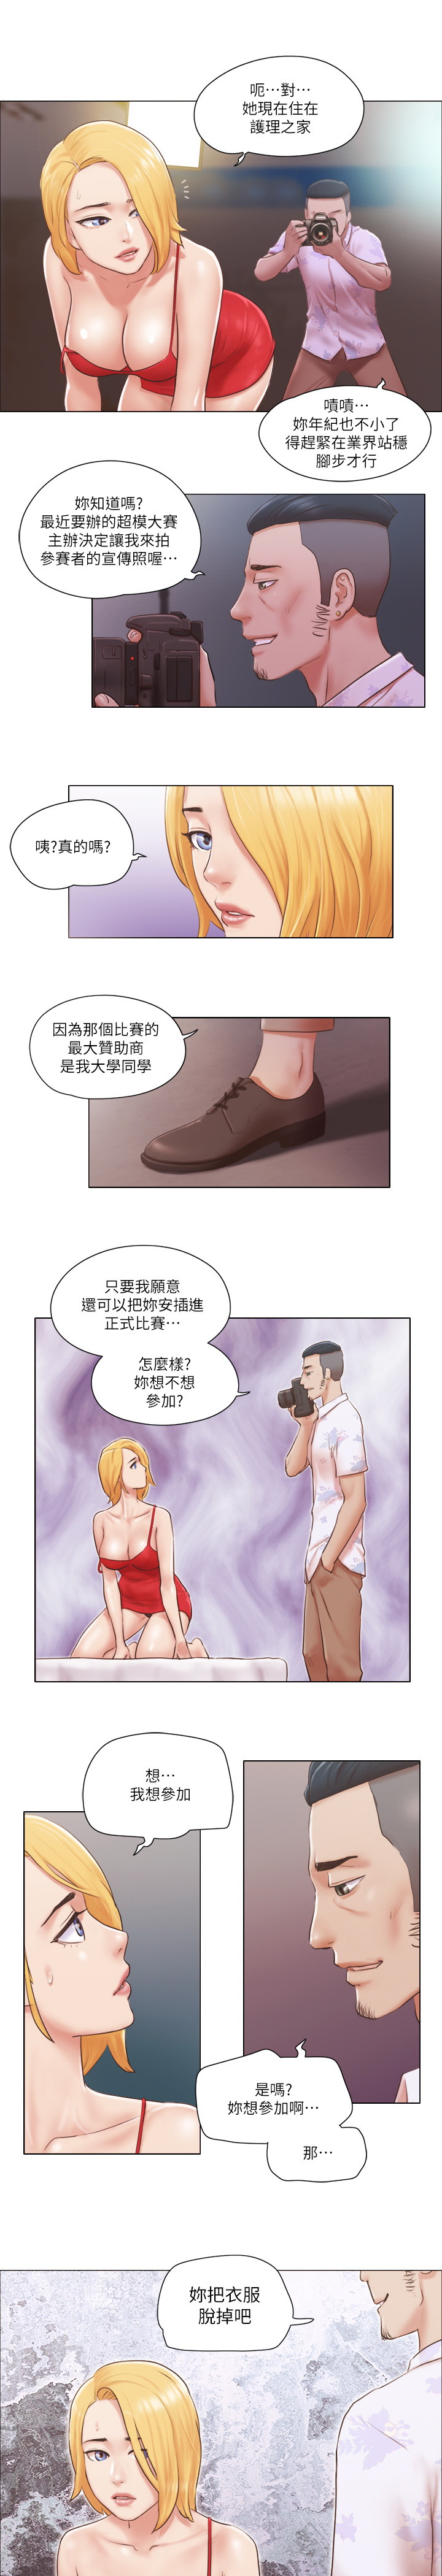 呃⋯對⋯
她現在住在
護理之家
嘖嘖⋯
妳年紀也不小了
得趕緊在業界站穩
腳步才行
妳知道嗎?
最近要辦的超模大賽
主辦決定讓我來拍
參賽者的宣傳照喔⋯
咦?真的嗎?
因為那個比賽的
最大贊助商
是我大學同學
只要我願意
還可以把妳安插進
正式比賽⋯
怎麼樣?
妳想不想
參加?
想⋯
我想參加
是嗎?
妳想參加啊⋯
那⋯
妳把衣服
脫掉吧